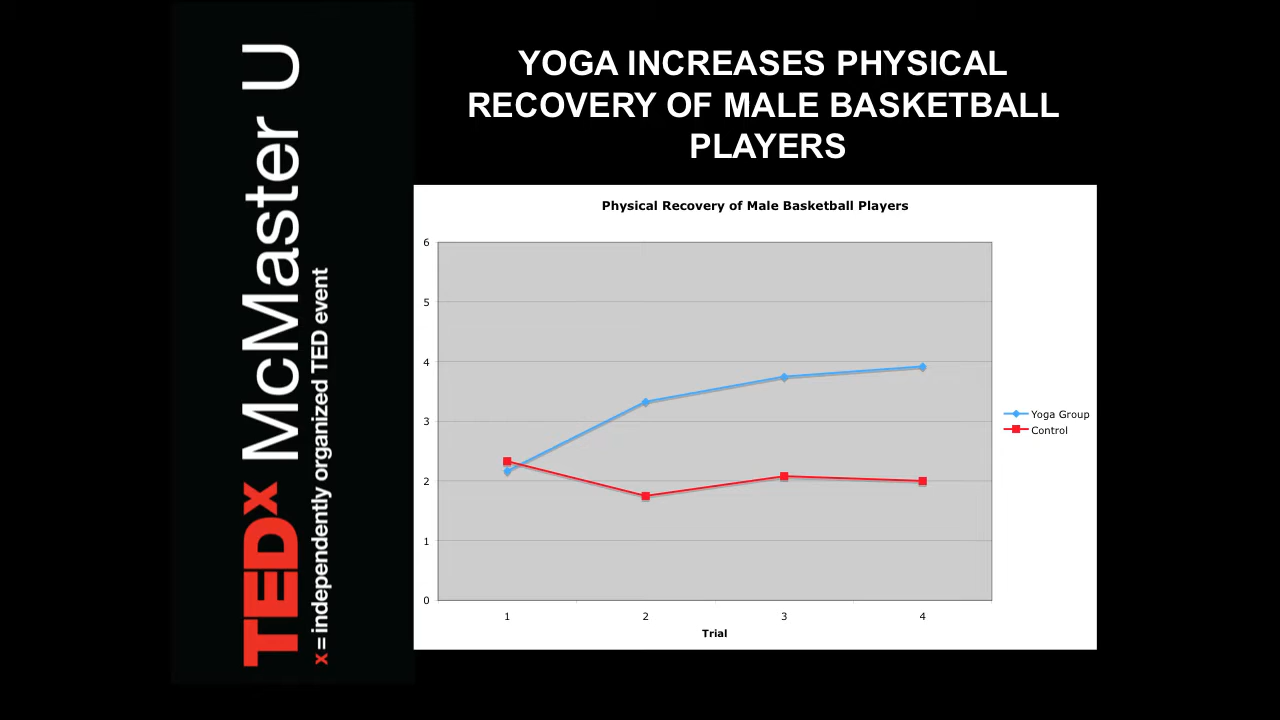 TEDx McMaster U
x = independently organized TED event
YOGA INCREASES PHYSICAL
RECOVERY OF MALE BASKETBALL
PLAYERS
Physical Recovery of Male Basketball Players
6
5
4
3
2
1
0
1 2 3 4
Trial
Yoga Group
Control